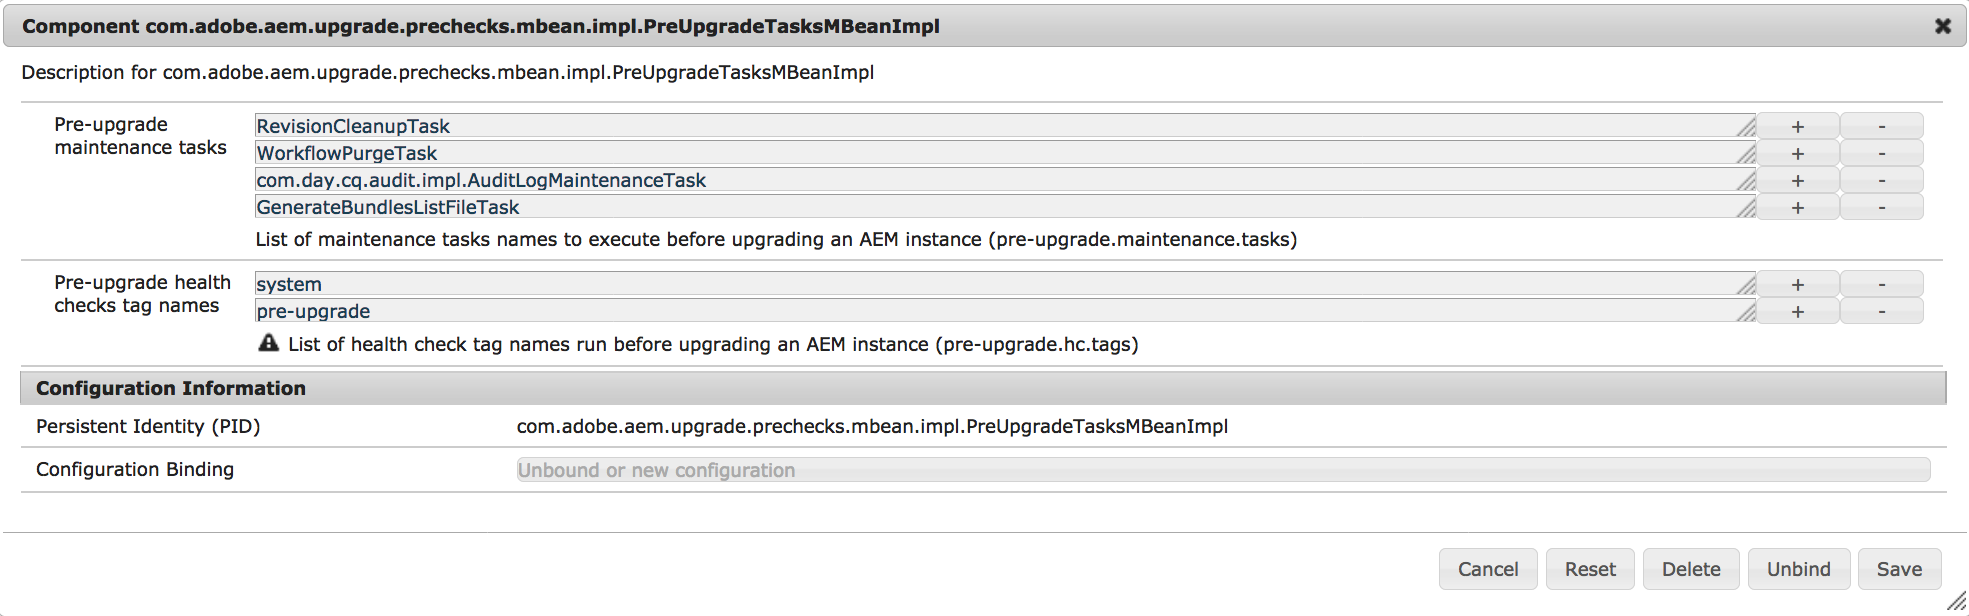 Component com.adobe.aem.upgrade.prechecks.mbean.impl.PreUpgradeTasksMBeanImpl
Description for com.adobe.aem.upgrade.prechecks.mbean.impl.PreUpgradeTasksMBeanImpl
Pre-upgrade
maintenance tasks
RevisionCleanupTask
+ -
WorkflowPurgeTask
+ -
com.day.cq.audit.impl.AuditLogMaintenanceTask
+ -
GenerateBundlesListFileTask
+ -
List of maintenance tasks names to execute before upgrading an AEM instance (pre-upgrade.maintenance.tasks)
Pre-upgrade health
checks tag names
system
+ -
pre-upgrade
+ -
List of health check tag names run before upgrading an AEM instance (pre-upgrade.hc.tags)
Configuration Information
Persistent Identity (PID) com.adobe.aem.upgrade.prechecks.mbean.impl.PreUpgradeTasksMBeanImpl
Configuration Binding Unbound or new configuration
Cancel Reset Delete Unbind Save